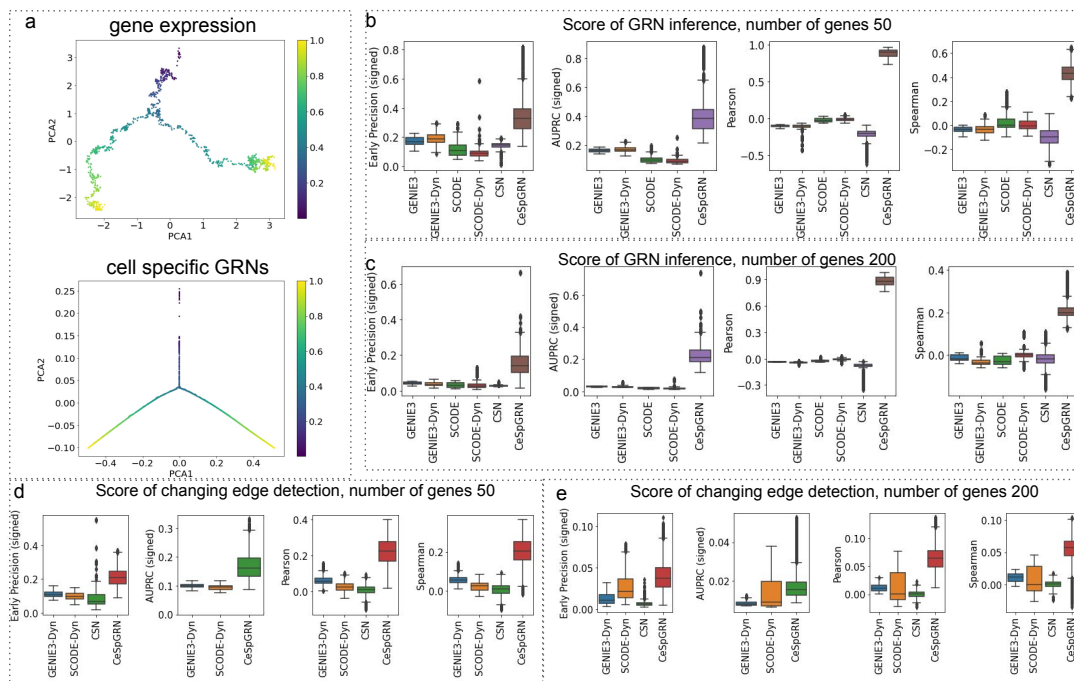 a
gene expression
PCA2
3
2
1
0
−1
−2
−2
−1
0
1
2
3
PCA1
1.0
0.8
0.6
0.4
0.2
cell specific GRNs
PCA2
0.25
0.20
0.15
0.10
0.05
0.00
−0.05
−0.10
−0.4
−0.2
0.0
0.2
0.4
PCA1
1.0
0.8
0.6
0.4
0.2
b
Score of GRN inference, number of genes 50
Early Precision (signed)
0.8
0.6
0.4
0.2
0.0
GENIE3
GENIE3-Dyn
SCODE
SCODE-Dyn
CSN
CeSpGRN
AUPRC (signed)
0.8
0.6
0.4
0.2
GENIE3
GENIE3-Dyn
SCODE
SCODE-Dyn
CeSpGRN
Pearson
1.0
0.5
0.0
−0.5
GENIE3
GENIE3-Dyn
SCODE
SCODE-Dyn
CSN
CeSpGRN
Spearman
0.6
0.4
0.2
0.0
−0.2
GENIE3
GENIE3-Dyn
SCODE
SCODE-Dyn
CSN
CeSpGRN
c
Score of GRN inference, number of genes 200
Early Precision (signed)
0.6
0.4
0.2
0.0
GENIE3
GENIE3-Dyn
SCODE
SCODE-Dyn
CSN
CeSpGRN
AUPRC (signed)
0.6
0.4
0.2
0.0
GENIE3
GENIE3-Dyn
SCODE
SCODE-Dyn
CeSpGRN
Pearson
0.9
0.6
0.3
0.0
−0.3
GENIE3
GENIE3-Dyn
SCODE
SCODE-Dyn
CSN
CeSpGRN
Spearman
0.4
0.2
0.0
GENIE3
GENIE3-Dyn
SCODE
SCODE-Dyn
CSN
CeSpGRN
d
Score of changing edge detection, number of genes 50
Early Precision (signed)
0.4
0.2
0.0
GENIE3-Dyn
SCODE-Dyn
CSN
CeSpGRN
AUPRC (signed)
0.3
0.2
0.1
0.0
GENIE3-Dyn
SCODE-Dyn
CeSpGRN
Pearson
0.4
0.2
0.0
GENIE3-Dyn
SCODE-Dyn
CSN
CeSpGRN
Spearman
0.2
0.0
GENIE3-Dyn
SCODE-Dyn
CSN
CeSpGRN
e
Score of changing edge detection, number of genes 200
Early Precision (signed)
0.10
0.05
0.00
GENIE3-Dyn
SCODE-Dyn
CSN
CeSpGRN
AUPRC (signed)
0.04
0.02
0.00
GENIE3-Dyn
SCODE-Dyn
CeSpGRN
Pearson
0.10
0.05
0.00
GENIE3-Dyn
SCODE-Dyn
CSN
CeSpGRN
Spearman
0.10
0.05
0.00
GENIE3-Dyn
SCODE-Dyn
CSN
CeSpGRN